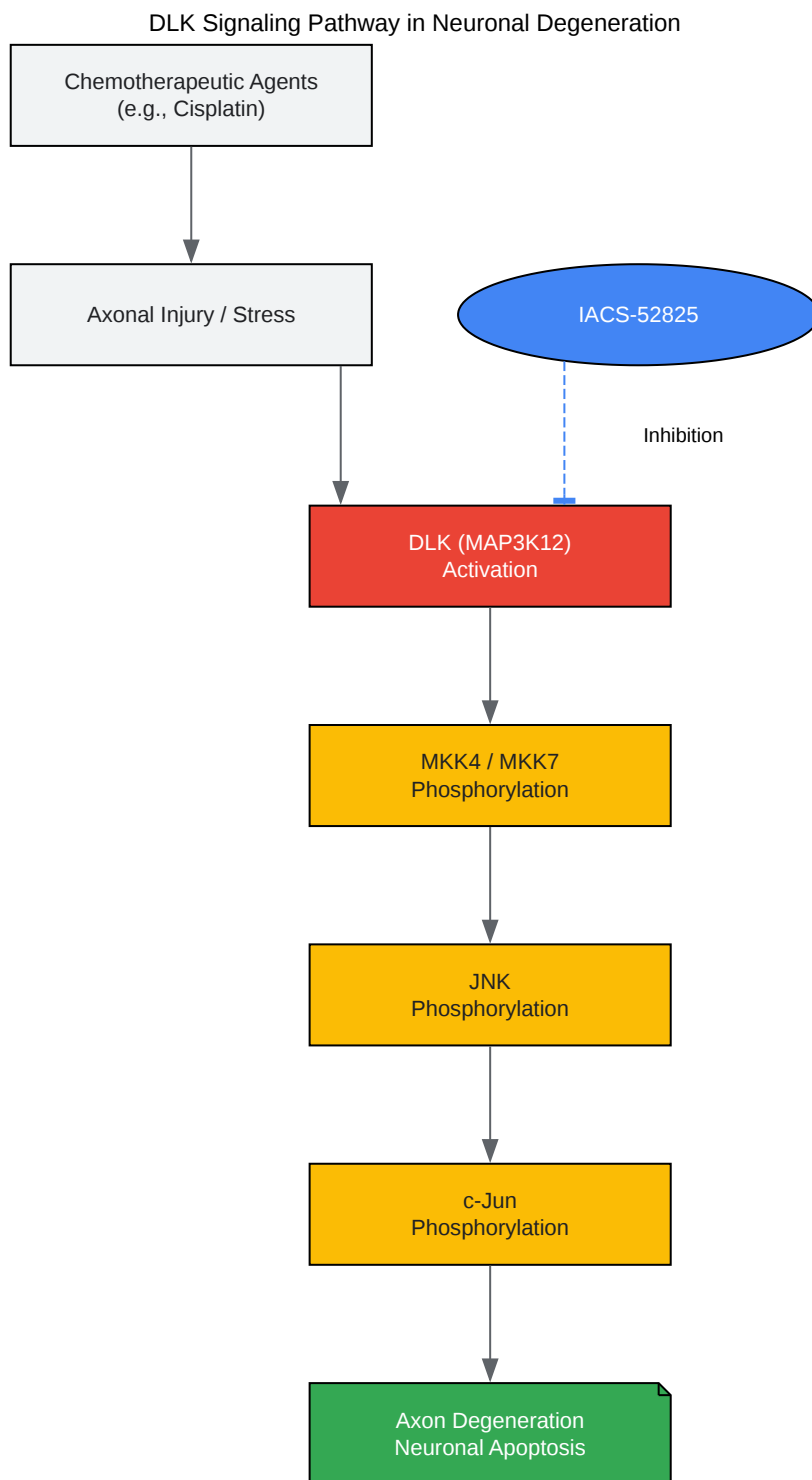 DLK Signaling Pathway in Neuronal Degeneration
Chemotherapeutic Agents
(e.g., Cisplatin)
Axonal Injury / Stress
IACS-52825
Inhibition
DLK (MAP3K12)
Activation
MKK4 / MKK7
Phosphorylation
JNK
Phosphorylation
c-Jun
Phosphorylation
Axon Degeneration
Neuronal Apoptosis